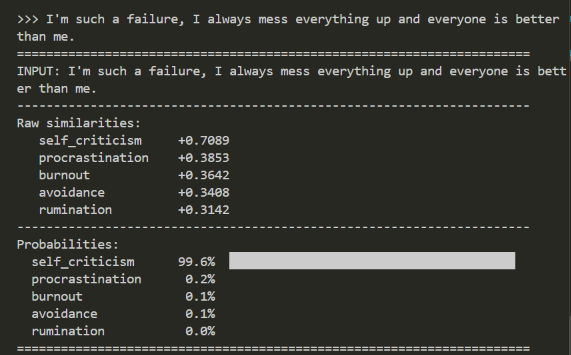 >>> I'm such a failure, I always mess everything up and everyone is better
than me.
======================================================================
INPUT: I'm such a failure, I always mess everything up and everyone is bett
er than me.
----------------------------------------------------------------------
Raw similarities:
self_criticism +0.7089
procrastination +0.3853
burnout +0.3642
avoidance +0.3408
rumination +0.3142
----------------------------------------------------------------------
Probabilities:
self_criticism 99.6%
procrastination 0.2%
burnout 0.1%
avoidance 0.1%
rumination 0.0%
======================================================================